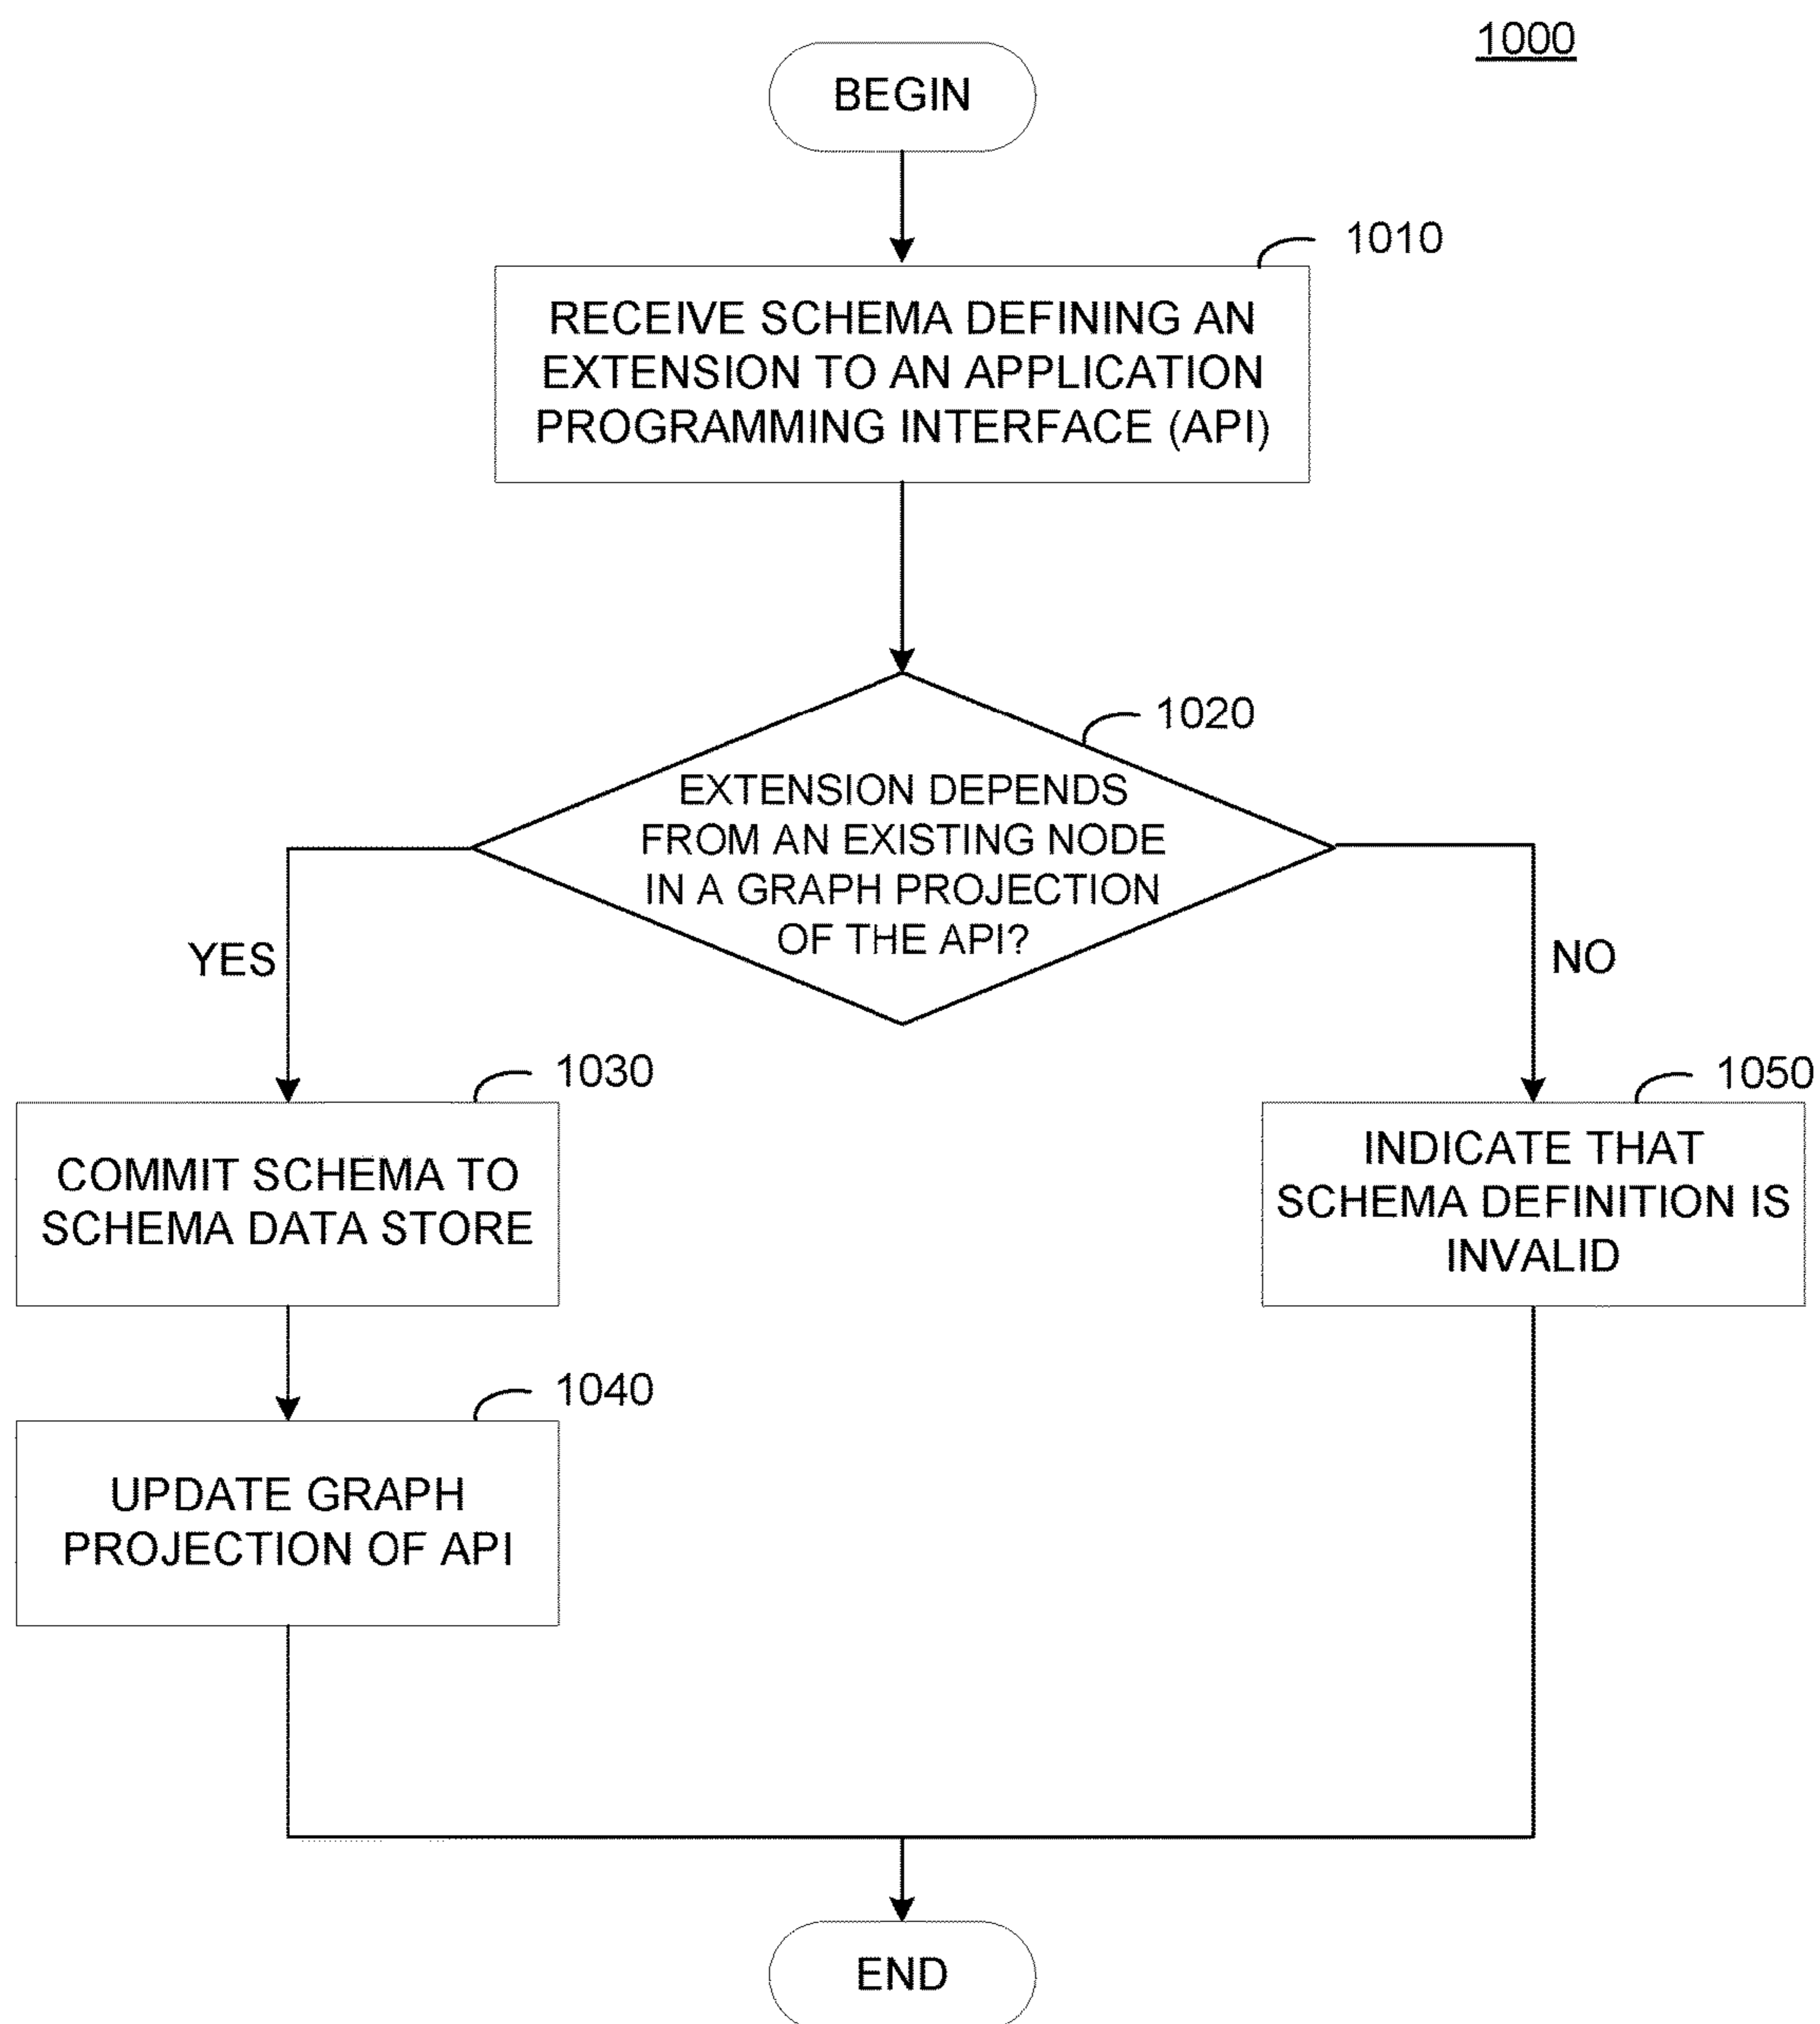 1000
BEGIN
1010
RECEIVE SCHEMA DEFINING AN
EXTENSION TO AN APPLICATION
PROGRAMMING INTERFACE (API)
1020
EXTENSION DEPENDS
FROM AN EXISTING NODE
IN A GRAPH PROJECTION
OF THE API?
YES
NO
1030
COMMIT SCHEMA TO
SCHEMA DATA STORE
1050
INDICATE THAT
SCHEMA DEFINITION IS
INVALID
1040
UPDATE GRAPH
PROJECTION OF API
END